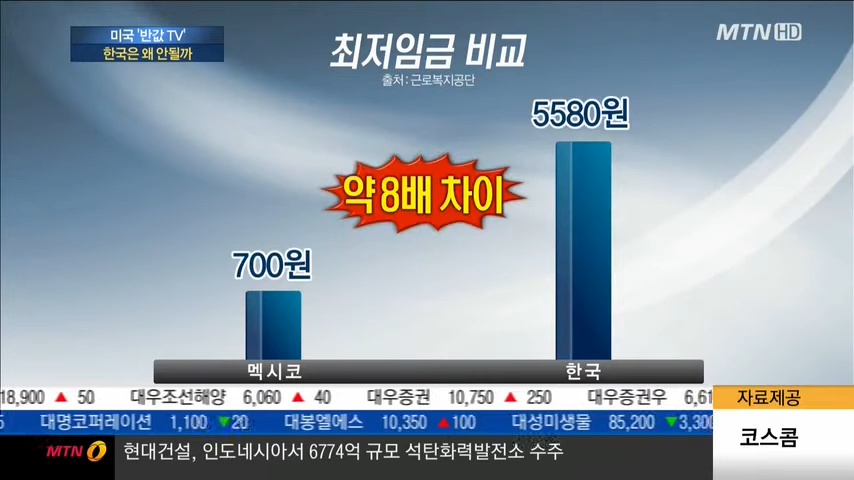 미국 '반값 TV'
한국은 왜 안될까
MTN HD
최저임금 비교
출처 : 근로복지공단
5580원
약 8배 차이
700원
멕시코
한국
18,900 ▲ 50 대우조선해양 6,060 ▲ 40 대우증권 10,750 ▲ 250 대우증권우 6,61
대명코퍼레이션 1,100 ▼20 대봉엘에스 10,350 ▲100 대성미생물 85,200 ▼3,300
자료제공
코스콤
MTN 현대건설, 인도네시아서 6774억 규모 석탄화력발전소 수주